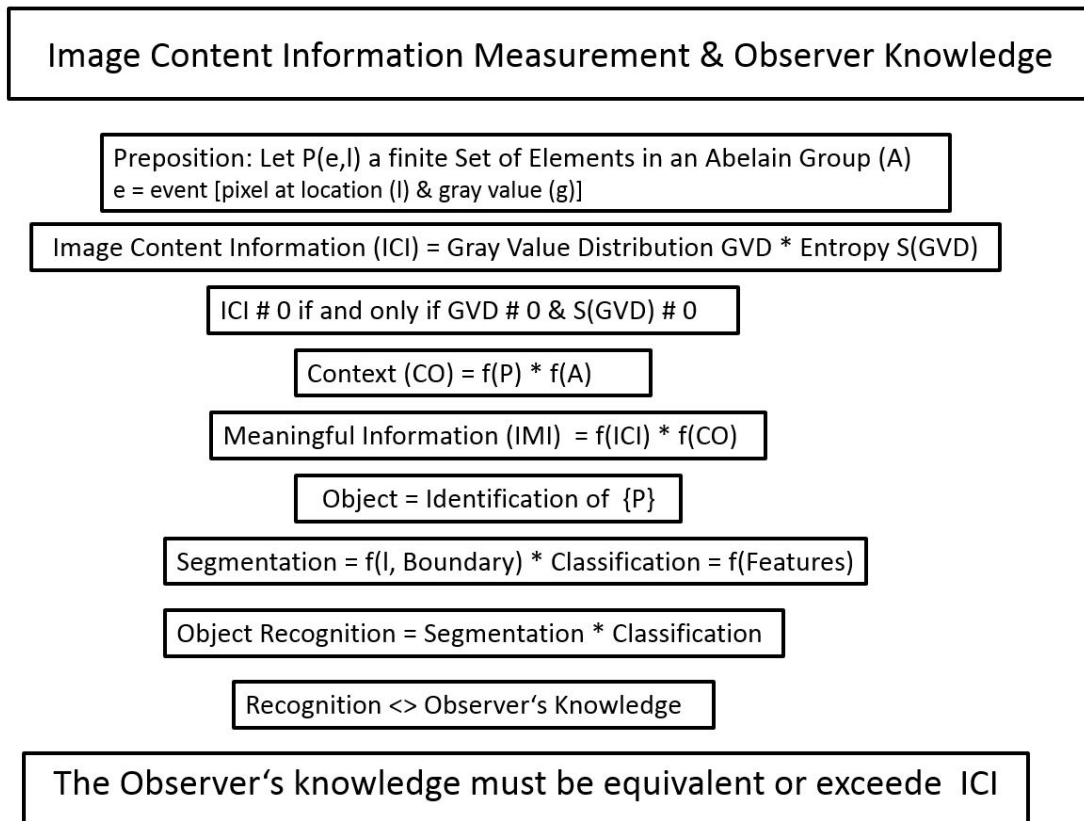 Image Content Information Measurement & Observer Knowledge
Preposition: Let P(e,l) a finite Set of Elements in an Abelain Group (A)
e = event [pixel at location (l) & gray value (g)]
Image Content Information (ICI) = Gray Value Distribution GVD * Entropy S(GVD)
ICI # 0 if and only if GVD # 0 & S(GVD) # 0
Context (CO) = f(P) * f(A)
Meaningful Information (IMI) = f(ICI) * f(CO)
Object = Identification of {P}
Segmentation = f(l, Boundary) * Classification = f(Features)
Object Recognition = Segmentation * Classification
Recognition <> Observer‘s Knowledge
The Observer‘s knowledge must be equivalent or exceede ICI